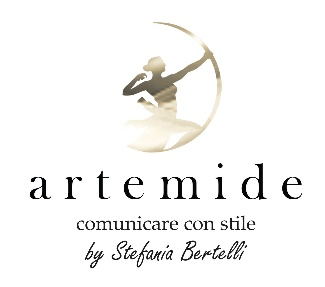 artemide
comunicare con stile
by Stefania Bertelli